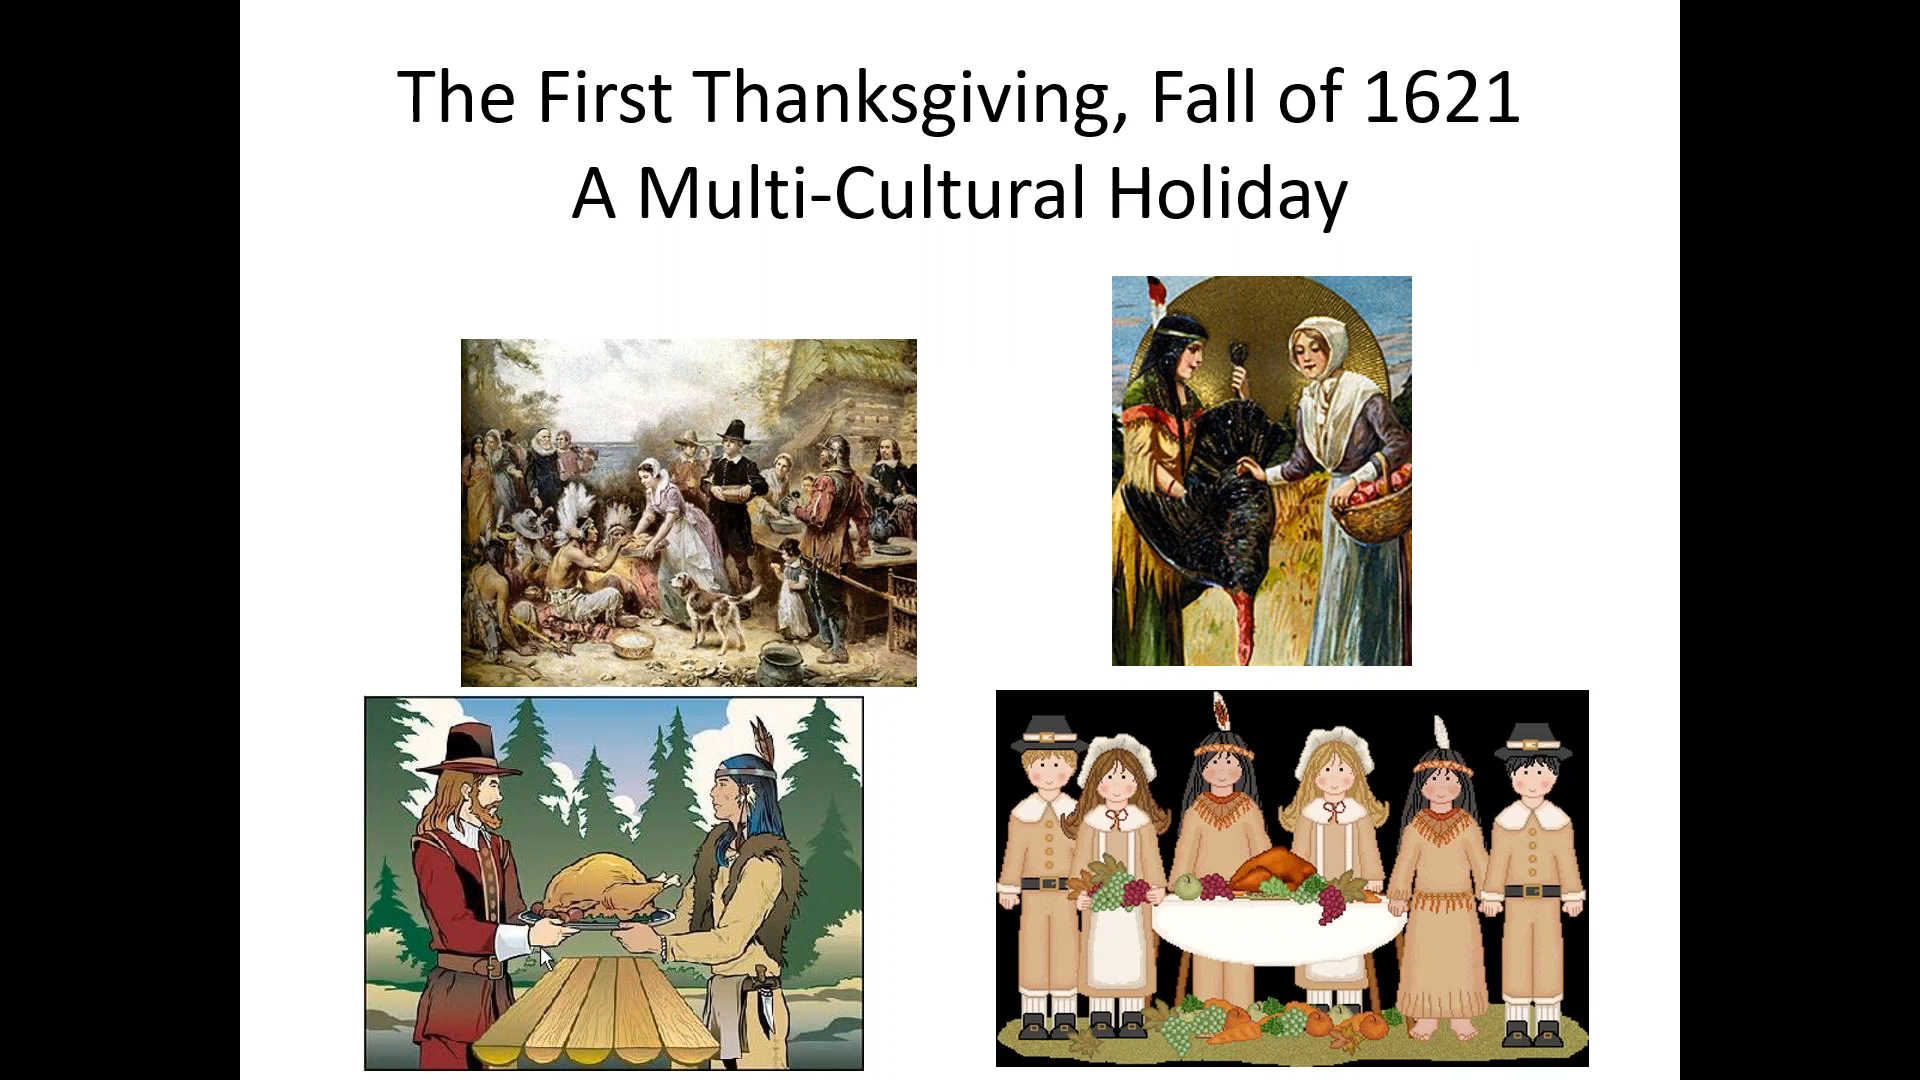 The First Thanksgiving, Fall of 1621
A Multi-Cultural Holiday